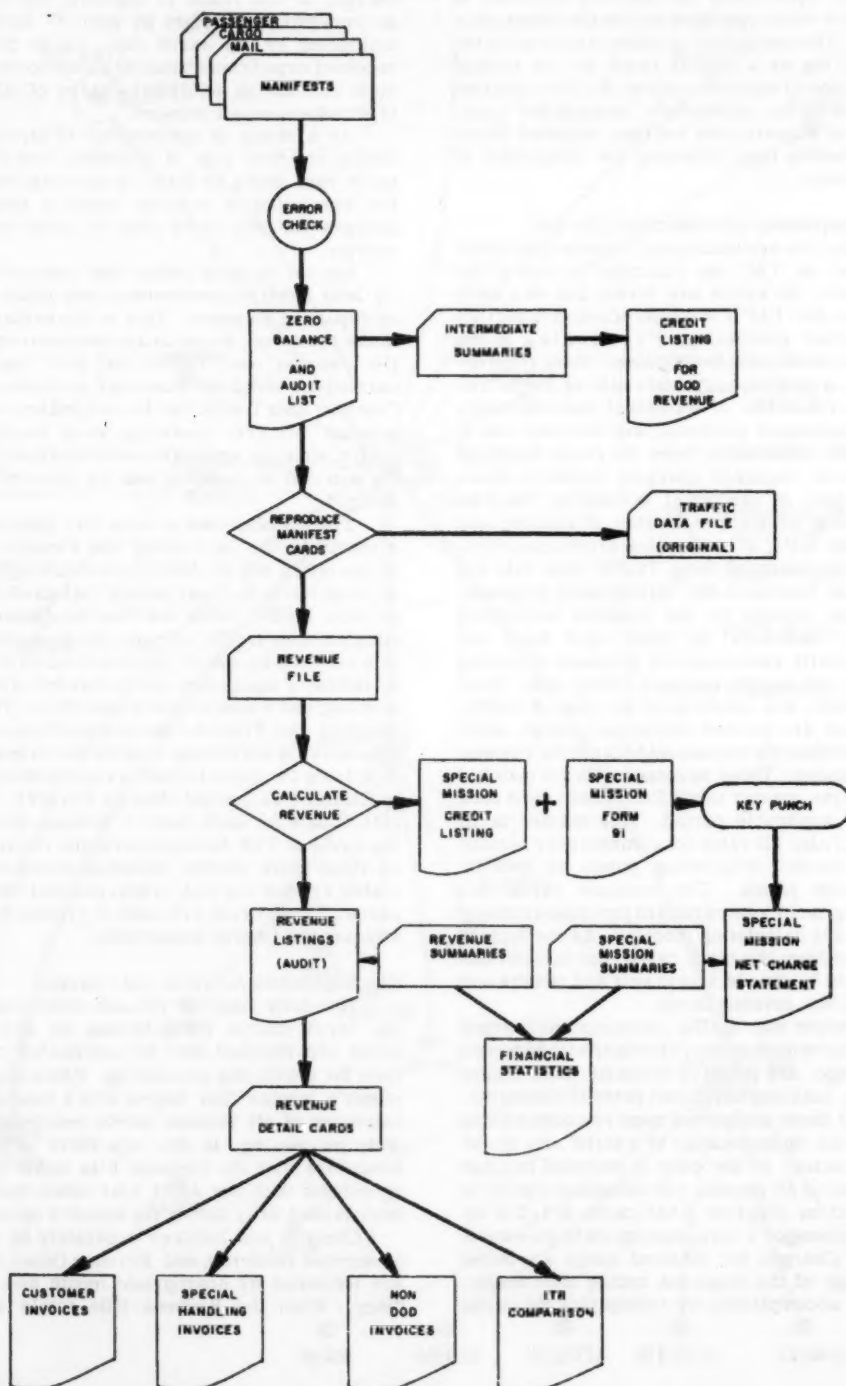 PASSENGER
CARGO
MAIL
MANIFESTS
ERROR
CHECK
ZERO
BALANCE
AND
AUDIT
LIST
INTERMEDIATE
SUMMARIES
CREDIT
LISTING
FOR
DOD
REVENUE
REPRODUCE
MANIFEST
CARDS
TRAFFIC
DATA FILE
(ORIGINAL)
REVENUE
FILE
CALCULATE
REVENUE
SPECIAL
MISSION
CREDIT
LISTING
+
SPECIAL
MISSION
FORM
91
KEY PUNCH
REVENUE
LISTINGS
(AUDIT)
REVENUE
SUMMARIES
SPECIAL
MISSION
SUMMARIES
SPECIAL
MISSION
NET CHARGE
STATEMENT
FINANCIAL
STATISTICS
REVENUE
DETAIL CARDS
CUSTOMER
INVOICES
SPECIAL
HANDLING
INVOICES
NON
DOD
INVOICES
ITR
COMPARISON